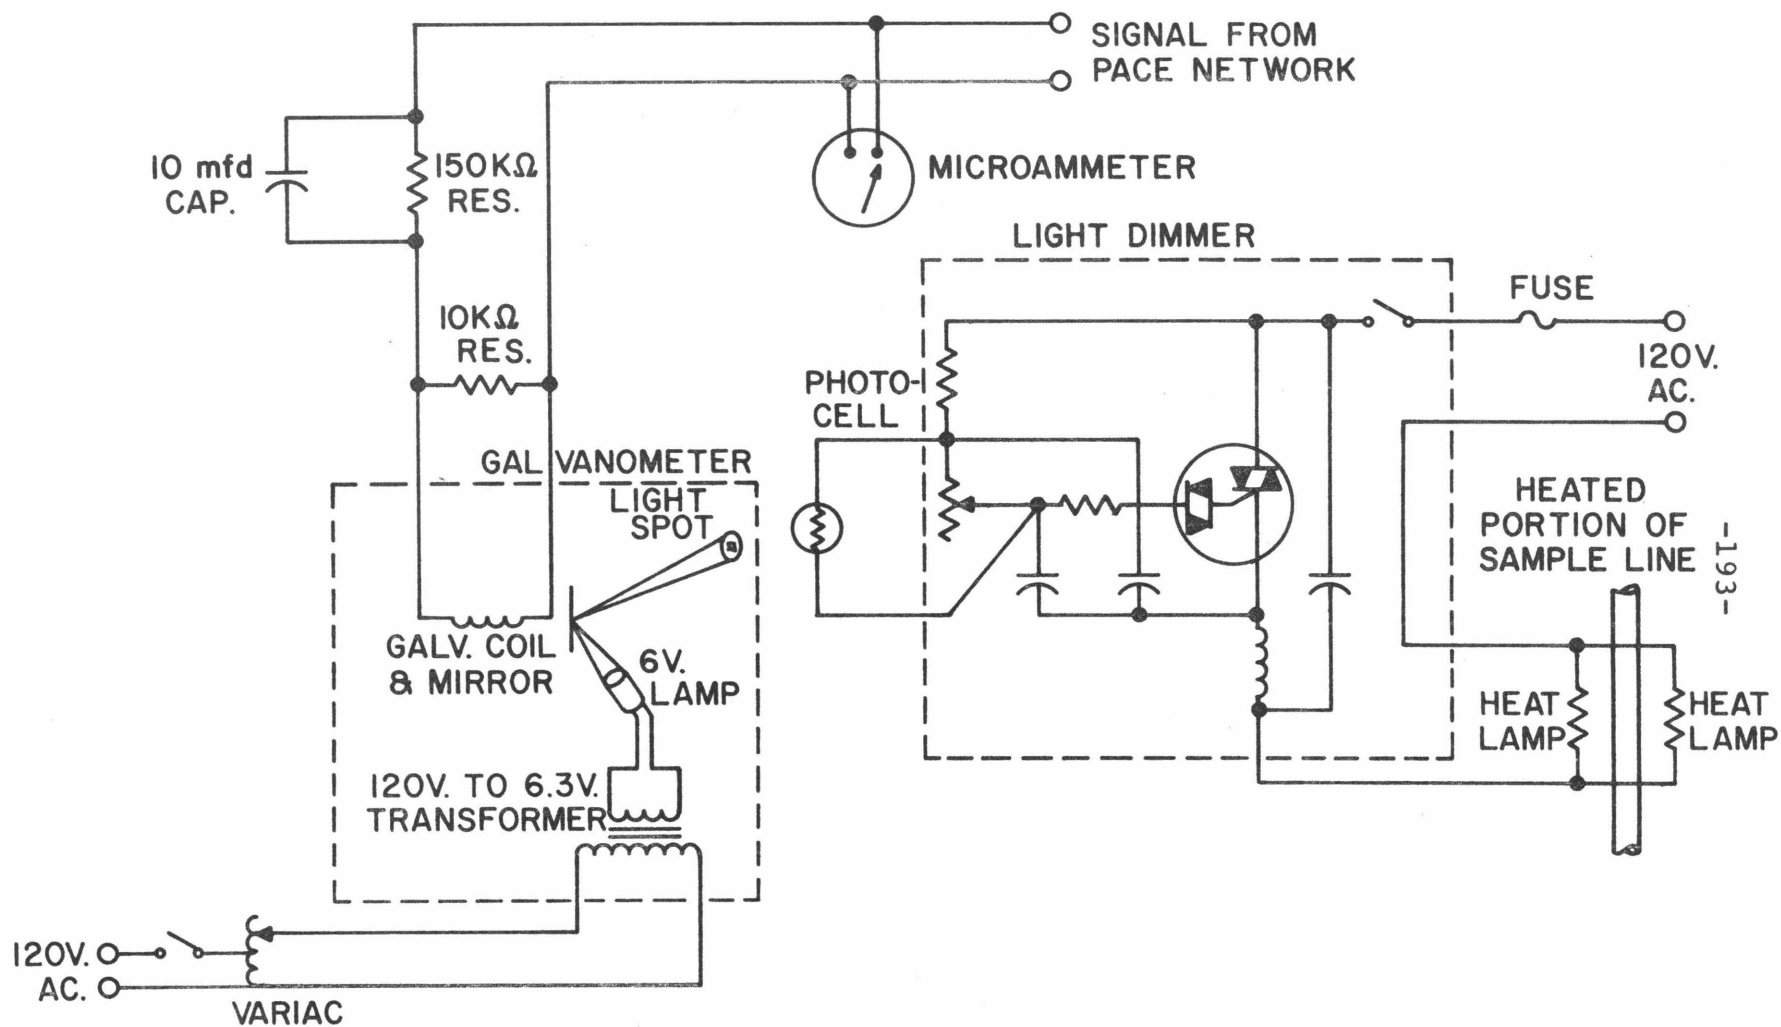 SIGNAL FROM
PACE NETWORK
10 mfd
CAP.
150KΩ
RES.
MICROAMMETER
LIGHT DIMMER
FUSE
10KΩ
RES.
120V.
AC.
PHOTO-
CELL
GALVANOMETER
LIGHT
SPOT
HEATED
PORTION OF
SAMPLE LINE
-193-
GALV. COIL
& MIRROR
6V.
LAMP
HEAT
LAMP
HEAT
LAMP
120V. TO 6.3V.
TRANSFORMER
120V.
AC.
VARIAC